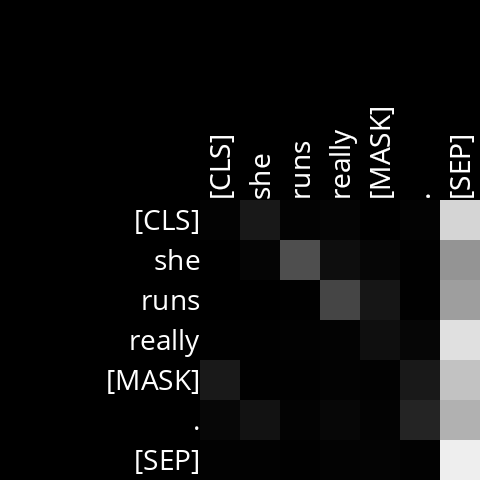 [CLS] she runs really [MASK] . [SEP]
[CLS]
she
runs
really
[MASK]
.
[SEP]